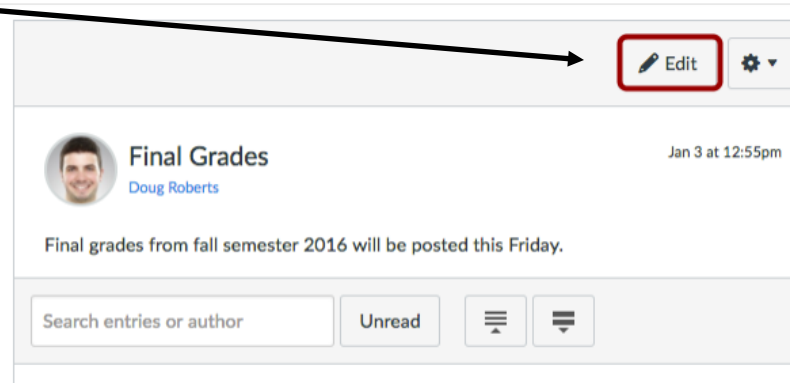 Edit
Final Grades
Jan 3 at 12:55pm
Doug Roberts
Final grades from fall semester 2016 will be posted this Friday.
Search entries or author
Unread